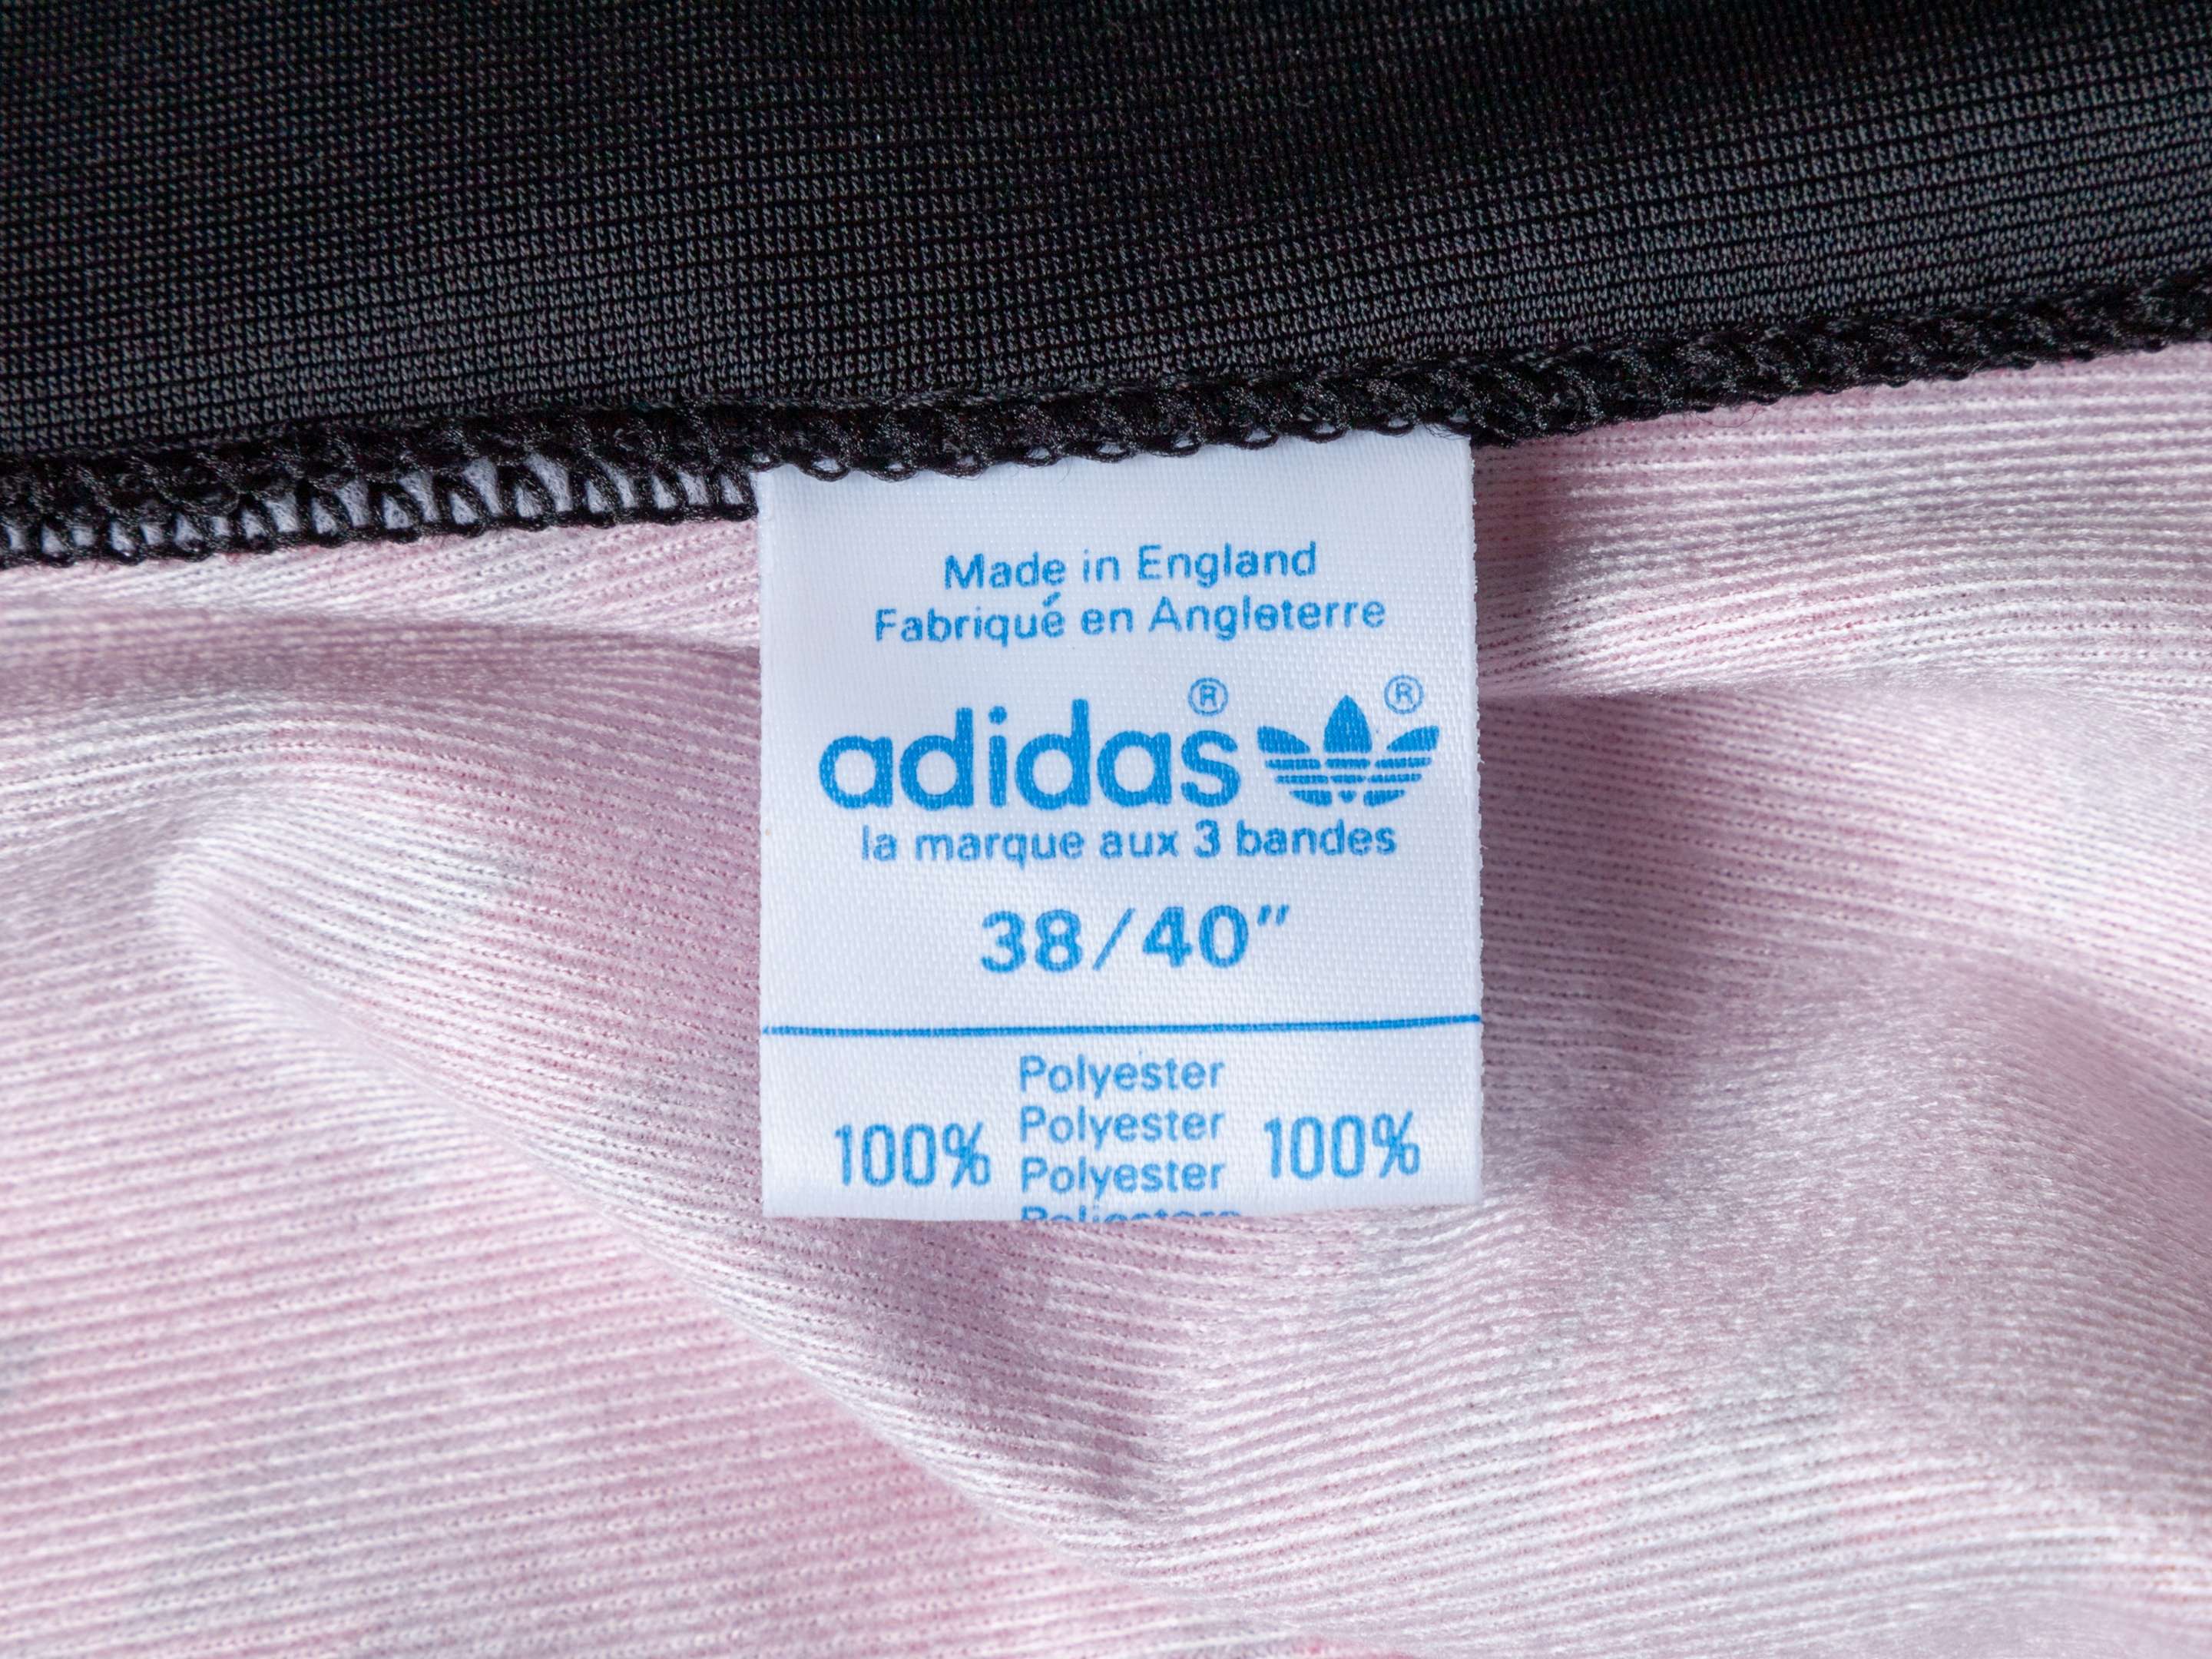 Made in England
Fabriqué en Angleterre
adidas® ®
la marque aux 3 bandes
38/40"
Polyester
Polyester
100% Polyester 100%